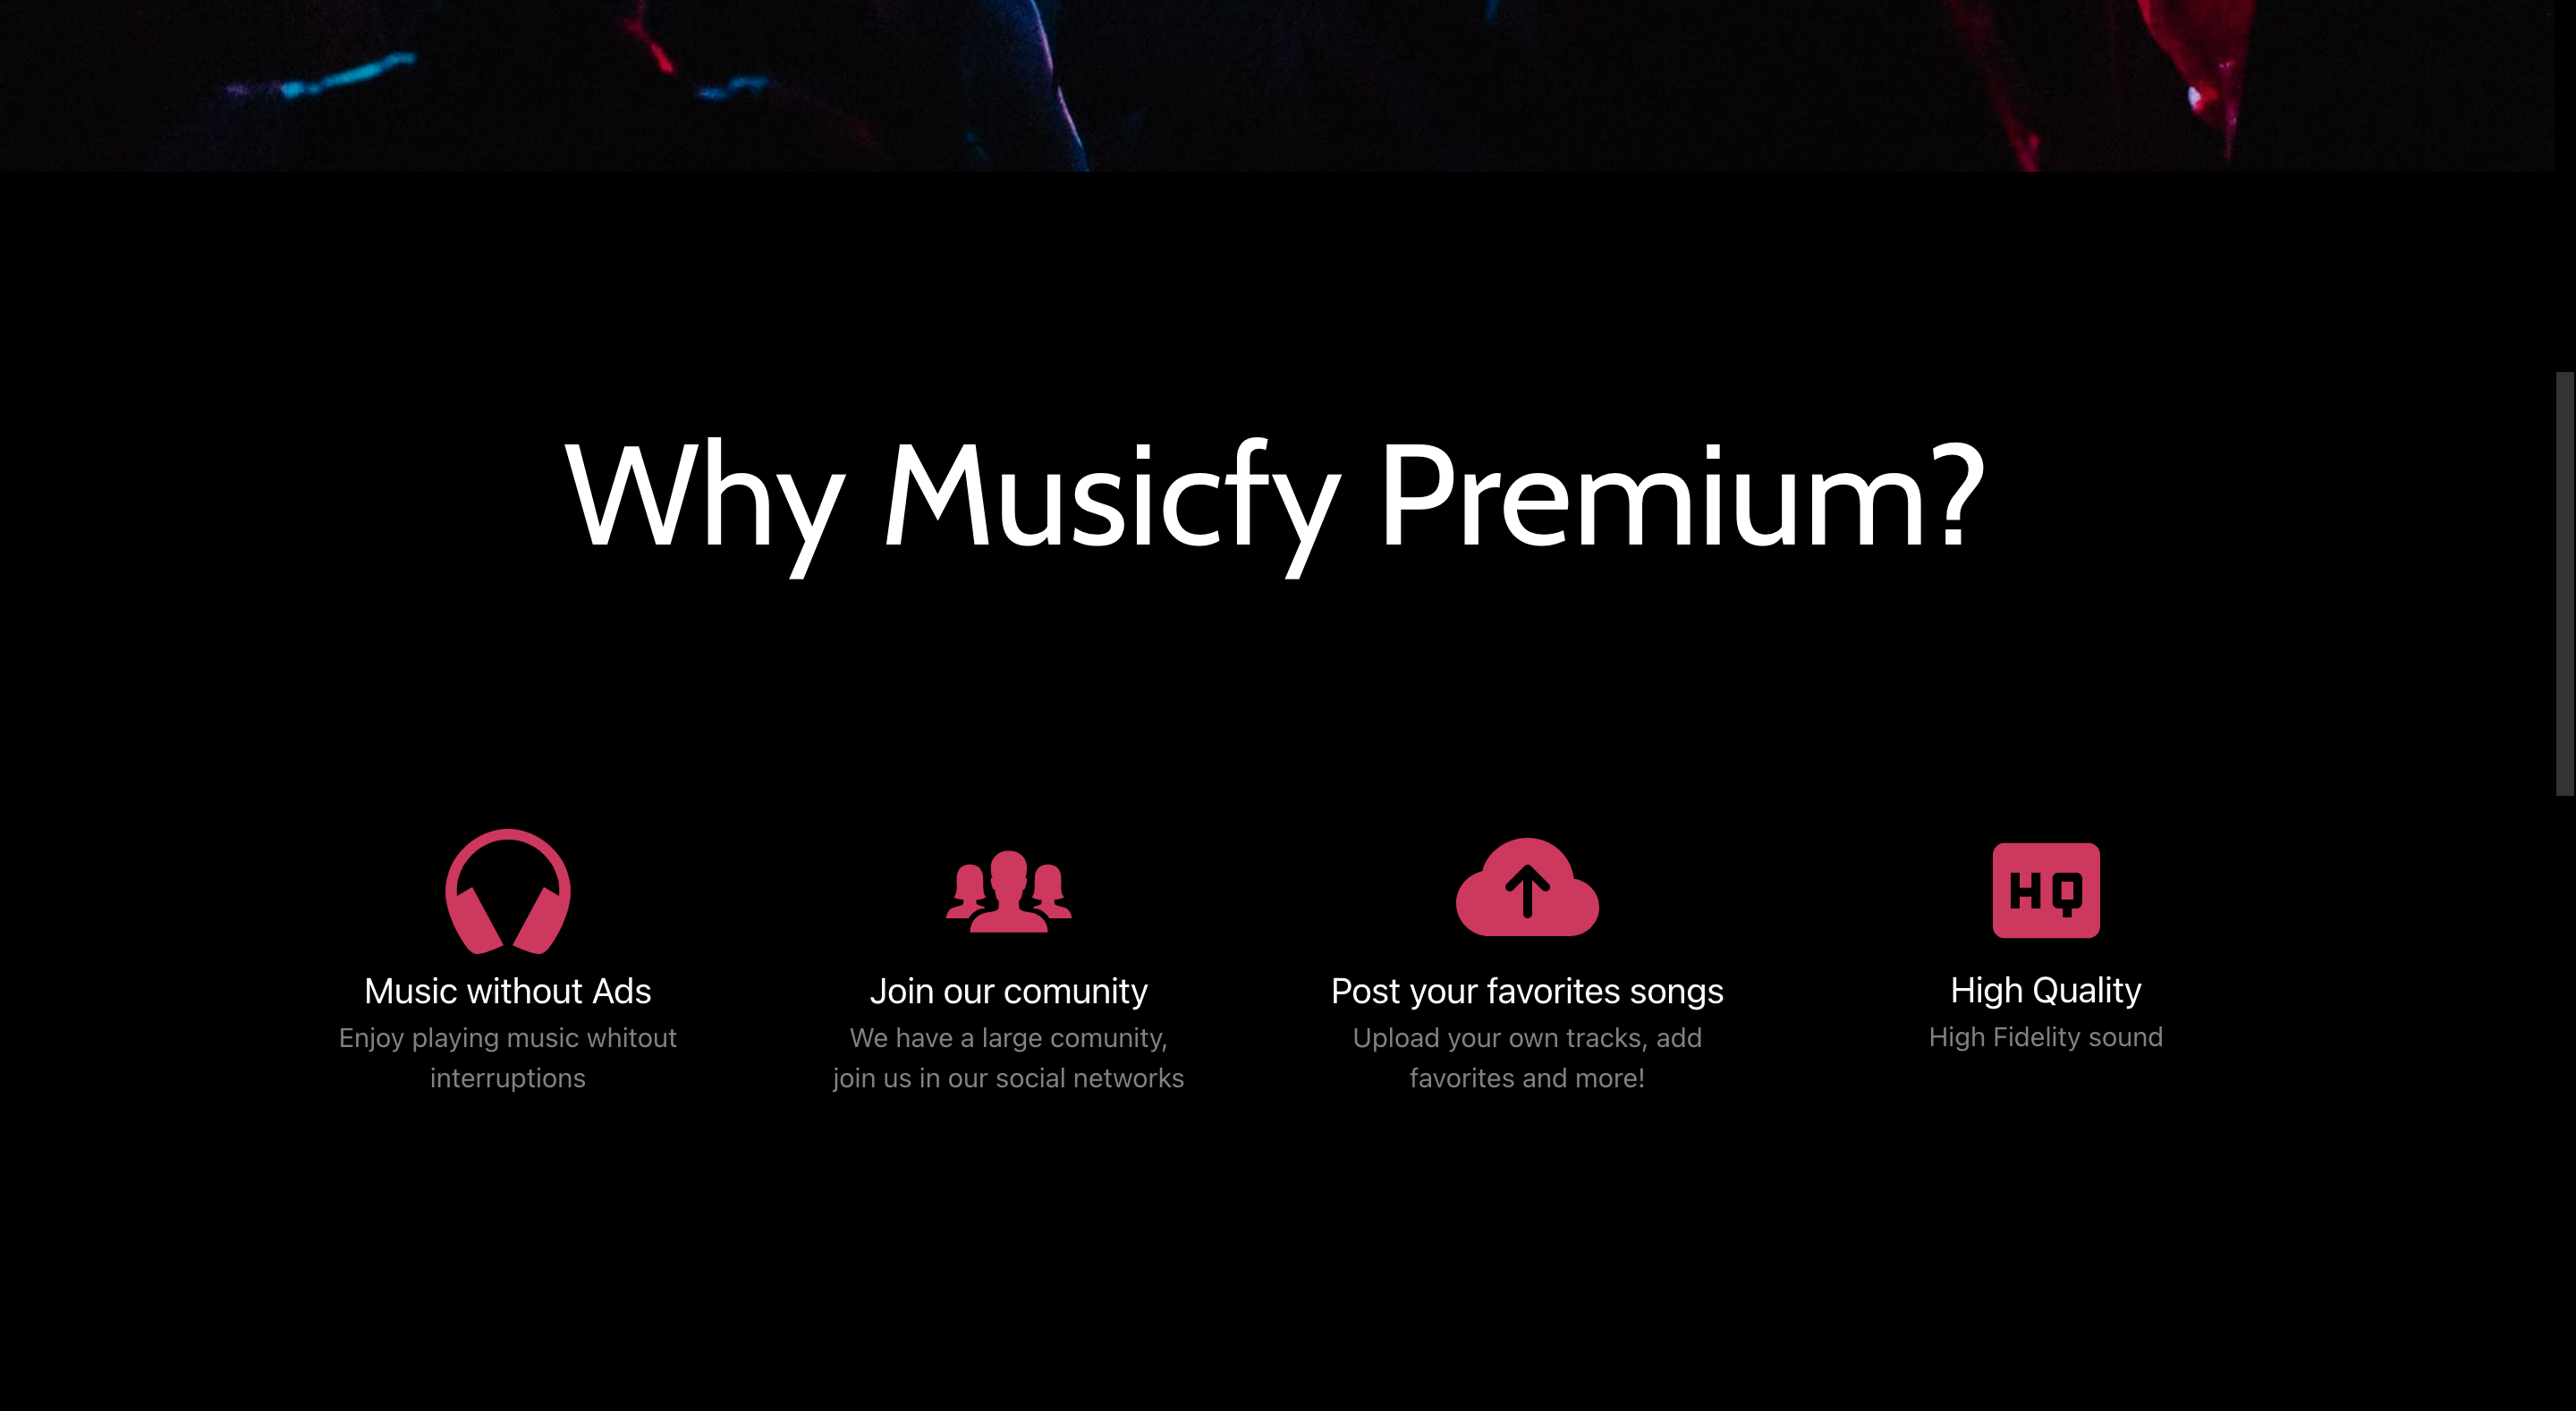 Why Musicfy Premium?
HQ
Music without Ads
Enjoy playing music whitout
interruptions
Join our comunity
We have a large comunity,
join us in our social networks
Post your favorites songs
Upload your own tracks, add
favorites and more!
High Quality
High Fidelity sound